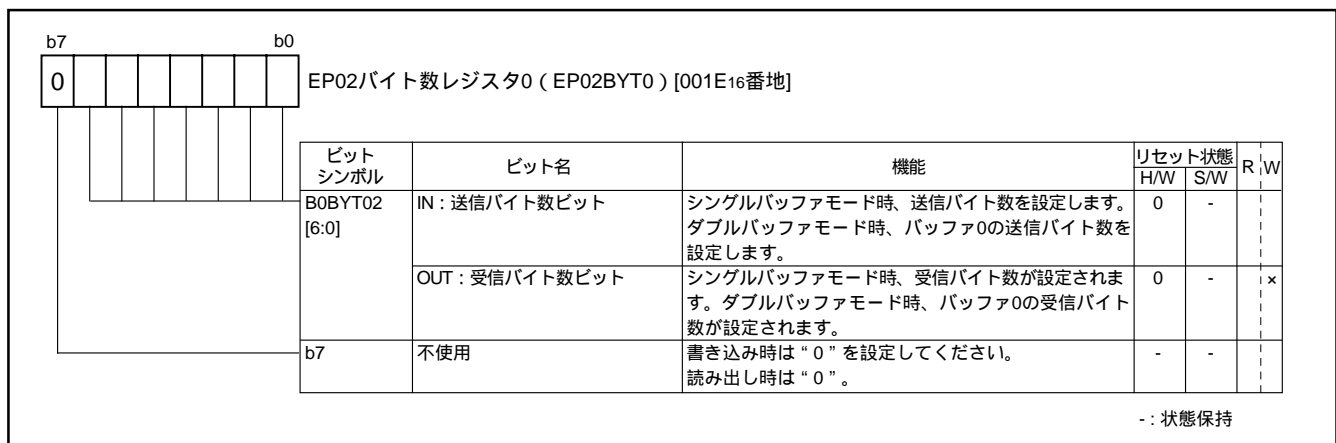 b7 b0
0 EP02バイト数レジスタ0（EP02BYT0）[001E16番地]
ビットシンボル ビット名 機能 リセット状態 H/W S/W R W
B0BYT02 [6:0] IN：送信バイト数ビット シングルバッファモード時、送信バイト数を設定します。 0 -
ダブルバッファモード時、バッファ0の送信バイト数を
設定します。
OUT：受信バイト数ビット シングルバッファモード時、受信バイト数が設定されま 0 - ×
す。ダブルバッファモード時、バッファ0の受信バイト
数が設定されます。
b7 不使用 書き込み時は“0”を設定してください。 - -
読み出し時は“0”。
-：状態保持